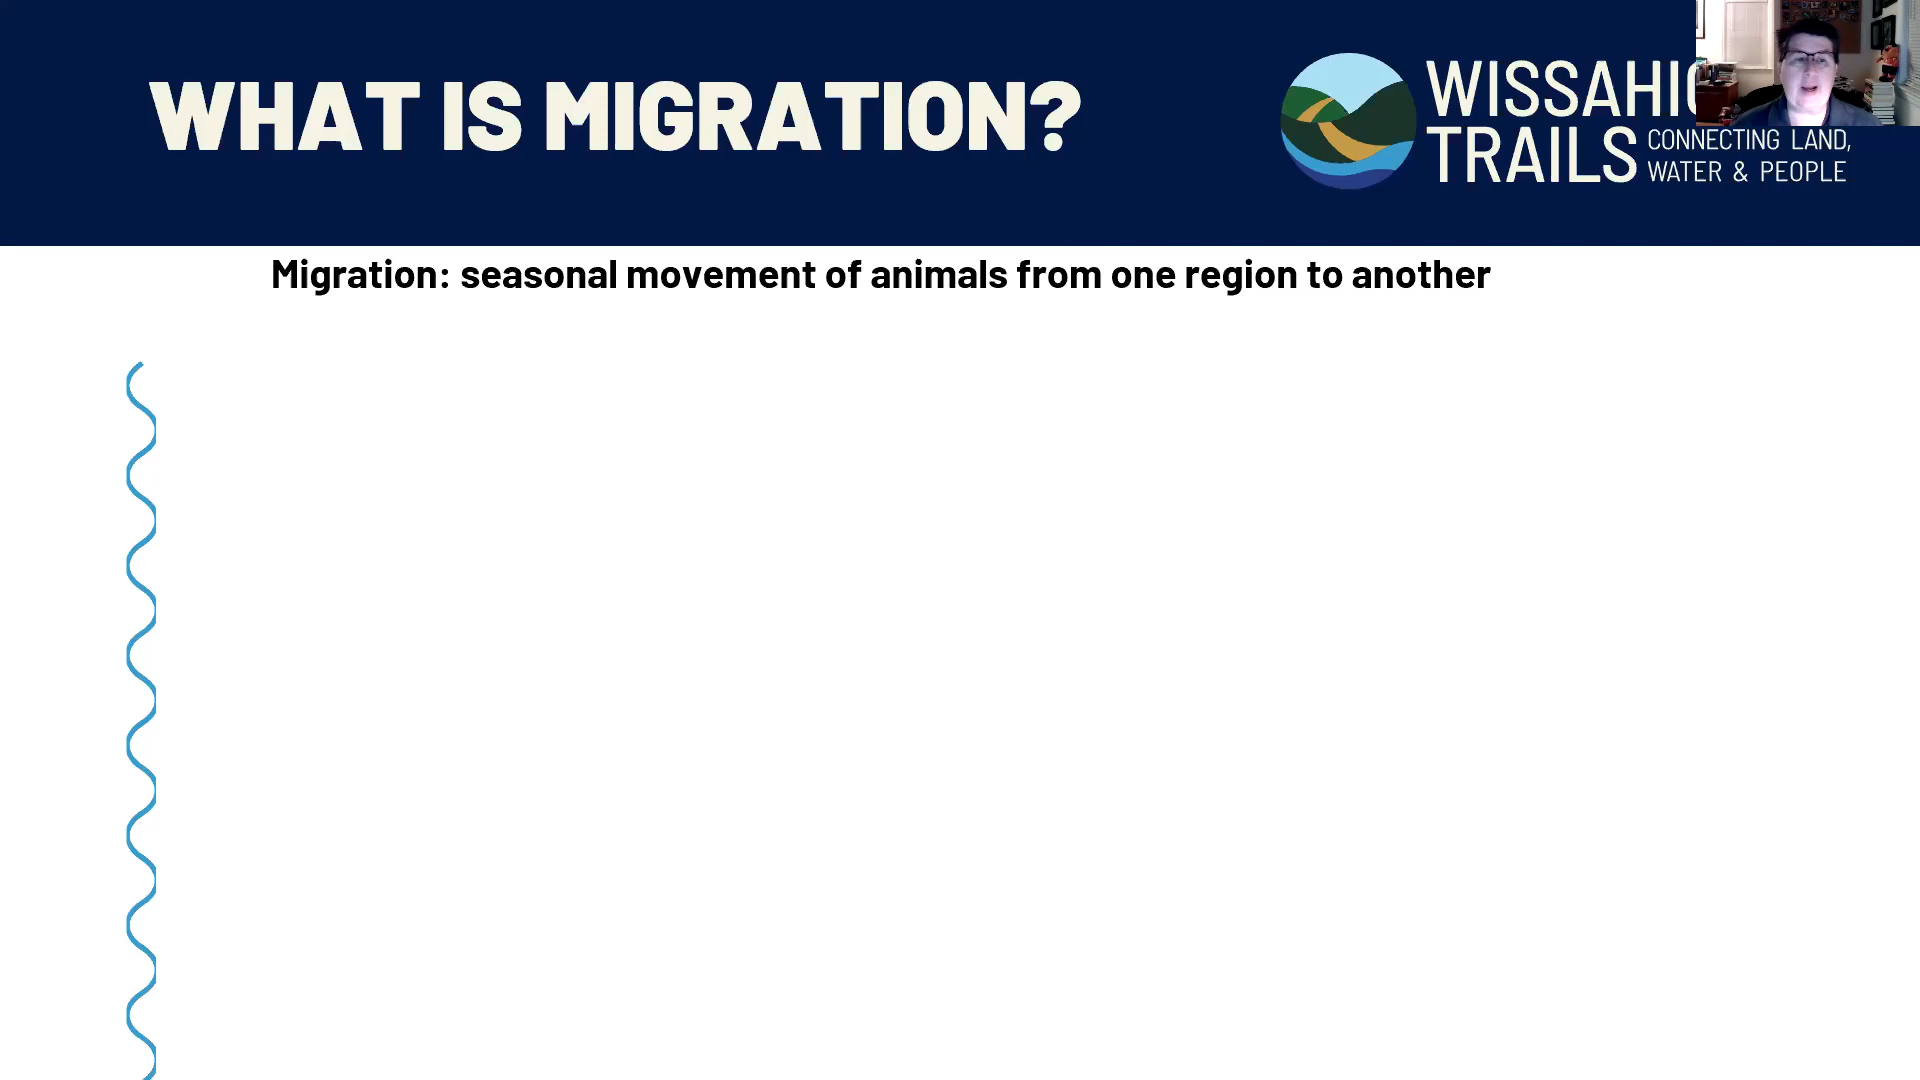 WHAT IS MIGRATION?
WISSAHIC
TRAILS
CONNECTING LAND,
WATER & PEOPLE
Migration: seasonal movement of animals from one region to another